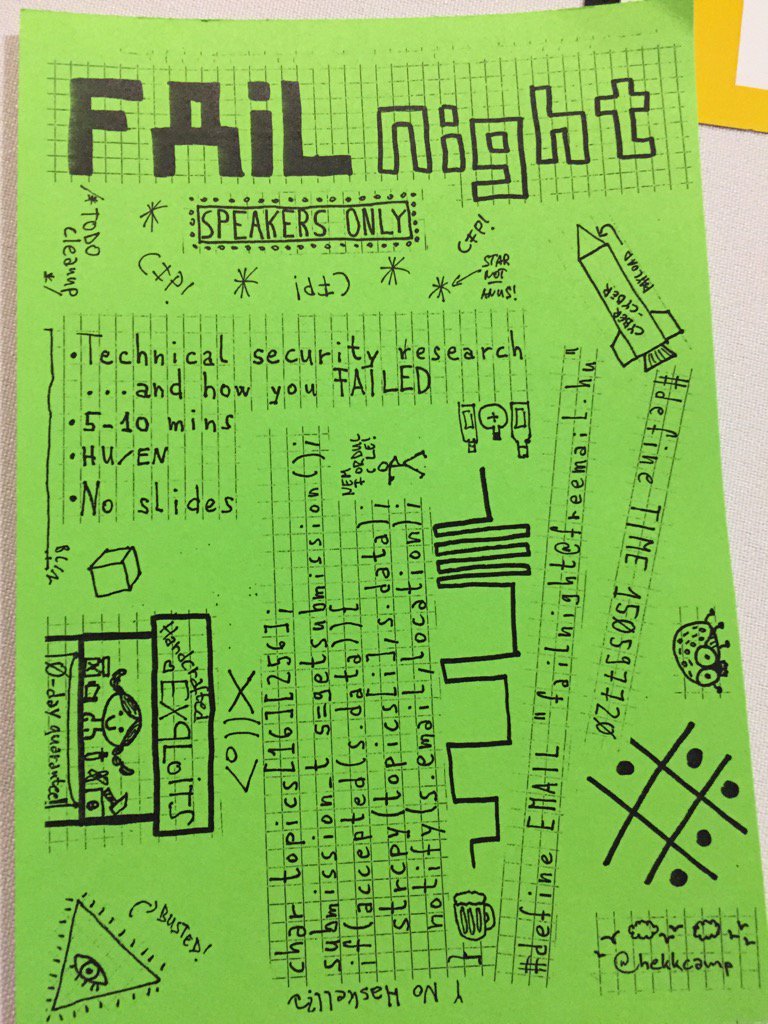 FAIL night
SPEAKERS ONLY
/*TODO
cleanup */
CFP!
CFP!
CFP!
STAR
NOT
ANUS!
PAYLOAD
CYBER
-CYBER
• Technical security research
...and how you FAILED
• 5-10 mins
• HU/EN
• No slides
NEM
FORDUL
LE!
char topics[16][256];
submission_t s=getsubmission();
if(accepted(s.data)){
strcpy(topics[i],s.data);
notify(s.email,location);
}
#define EMAIL "failnight@freemail.hu"
#define TIME 1505977200
Handcrafted
EXPLOITS
0-day guaranteed!
BUSTED!
Y No Haskell?
@hekkcamp